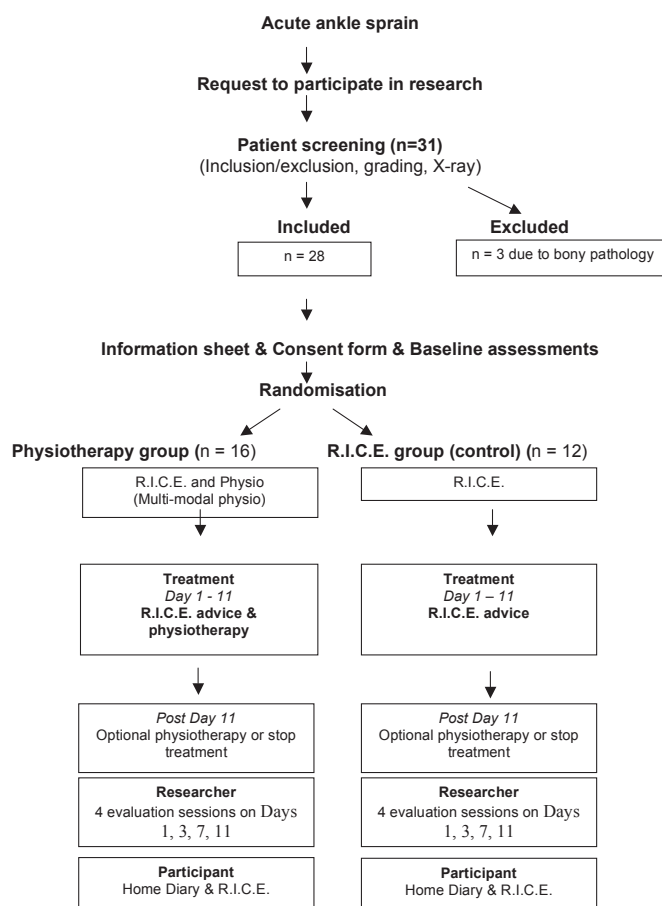 Acute ankle sprain
Request to participate in research
Patient screening (n=31)
(Inclusion/exclusion, grading, X-ray)
Included
n = 28
Excluded
n = 3 due to bony pathology
Information sheet & Consent form & Baseline assessments
Randomisation
Physiotherapy group (n = 16)
R.I.C.E. and Physio
(Multi-modal physio)
R.I.C.E. group (control) (n = 12)
R.I.C.E.
Treatment
Day 1 - 11
R.I.C.E. advice &
physiotherapy
Treatment
Day 1 – 11
R.I.C.E. advice
Post Day 11
Optional physiotherapy or stop
treatment
Post Day 11
Optional physiotherapy or stop
treatment
Researcher
4 evaluation sessions on Days
1, 3, 7, 11
Researcher
4 evaluation sessions on Days
1, 3, 7, 11
Participant
Home Diary & R.I.C.E.
Participant
Home Diary & R.I.C.E.